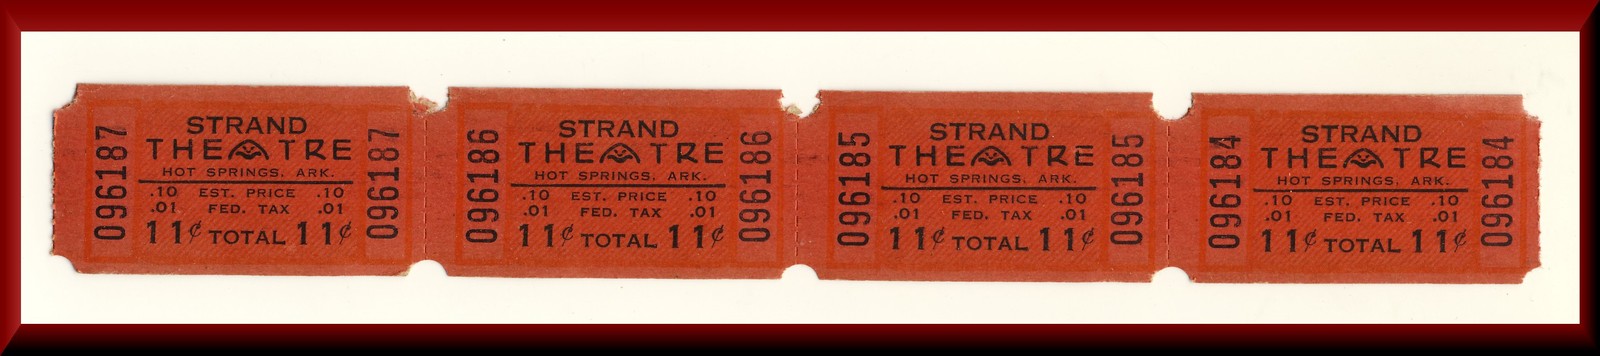 096187
STRAND
THEATRE
HOT SPRINGS, ARK.
.10 EST. PRICE .10
.01 FED. TAX .01
11¢ TOTAL 11¢
096187
096186
STRAND
THEATRE
HOT SPRINGS, ARK.
.10 EST. PRICE .10
.01 FED. TAX .01
11¢ TOTAL 11¢
096186
096185
STRAND
THEATRE
HOT SPRINGS, ARK.
.10 EST. PRICE .10
.01 FED. TAX .01
11¢ TOTAL 11¢
096185
096184
STRAND
THEATRE
HOT SPRINGS, ARK.
.10 EST. PRICE .10
.01 FED. TAX .01
11¢ TOTAL 11¢
096184